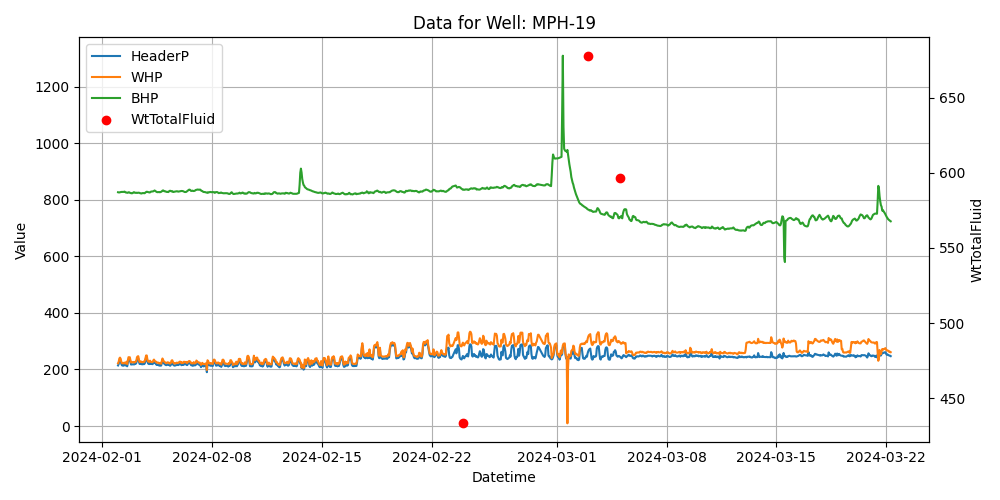 Data for Well: MPH-19
HeaderP
WHP
BHP
WtTotalFluid
Value
1200
1000
800
600
400
200
0
650
600
550
500
450
WtTotalFluid
2024-02-01
2024-02-08
2024-02-15
2024-02-22
2024-03-01
2024-03-08
2024-03-15
2024-03-22
Datetime